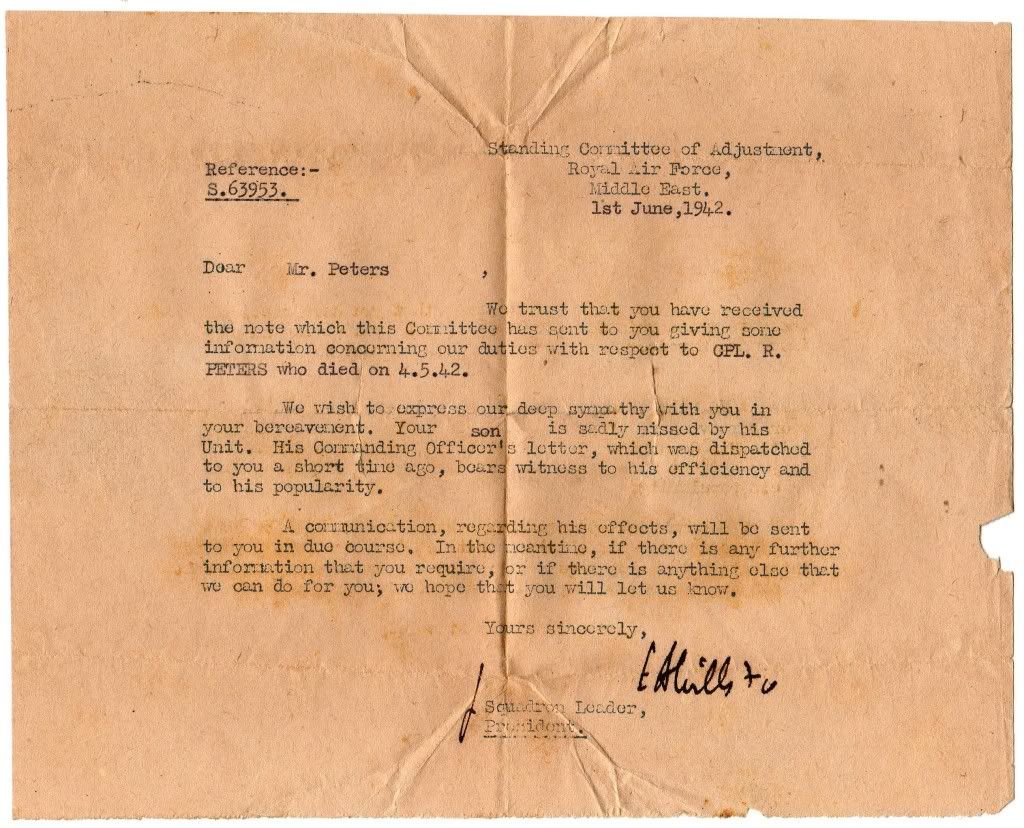 Standing Committee of Adjustment,
Reference:-
Royal Air Force,
S.63953.
Middle East.
1st June,1942.
Dear Mr. Peters ,
We trust that you have received
the note which this Committee has sent to you giving some
information concerning our duties with respect to CPL. R.
PETERS who died on 4.5.42.
We wish to express our deep sympathy with you in
your bereavement. Your son is sadly missed by his
Unit. His Commanding Officer's letter, which was dispatched
to you a short time ago, bears witness to his efficiency and
to his popularity.
A communication, regarding his effects, will be sent
to you in due course. In the meantime, if there is any further
information that you require, or if there is anything else that
we can do for you; we hope that you will let us know.
Yours sincerely,
Squadron Leader,
President.